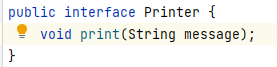 public interface Printer {
    void print(String message);
}